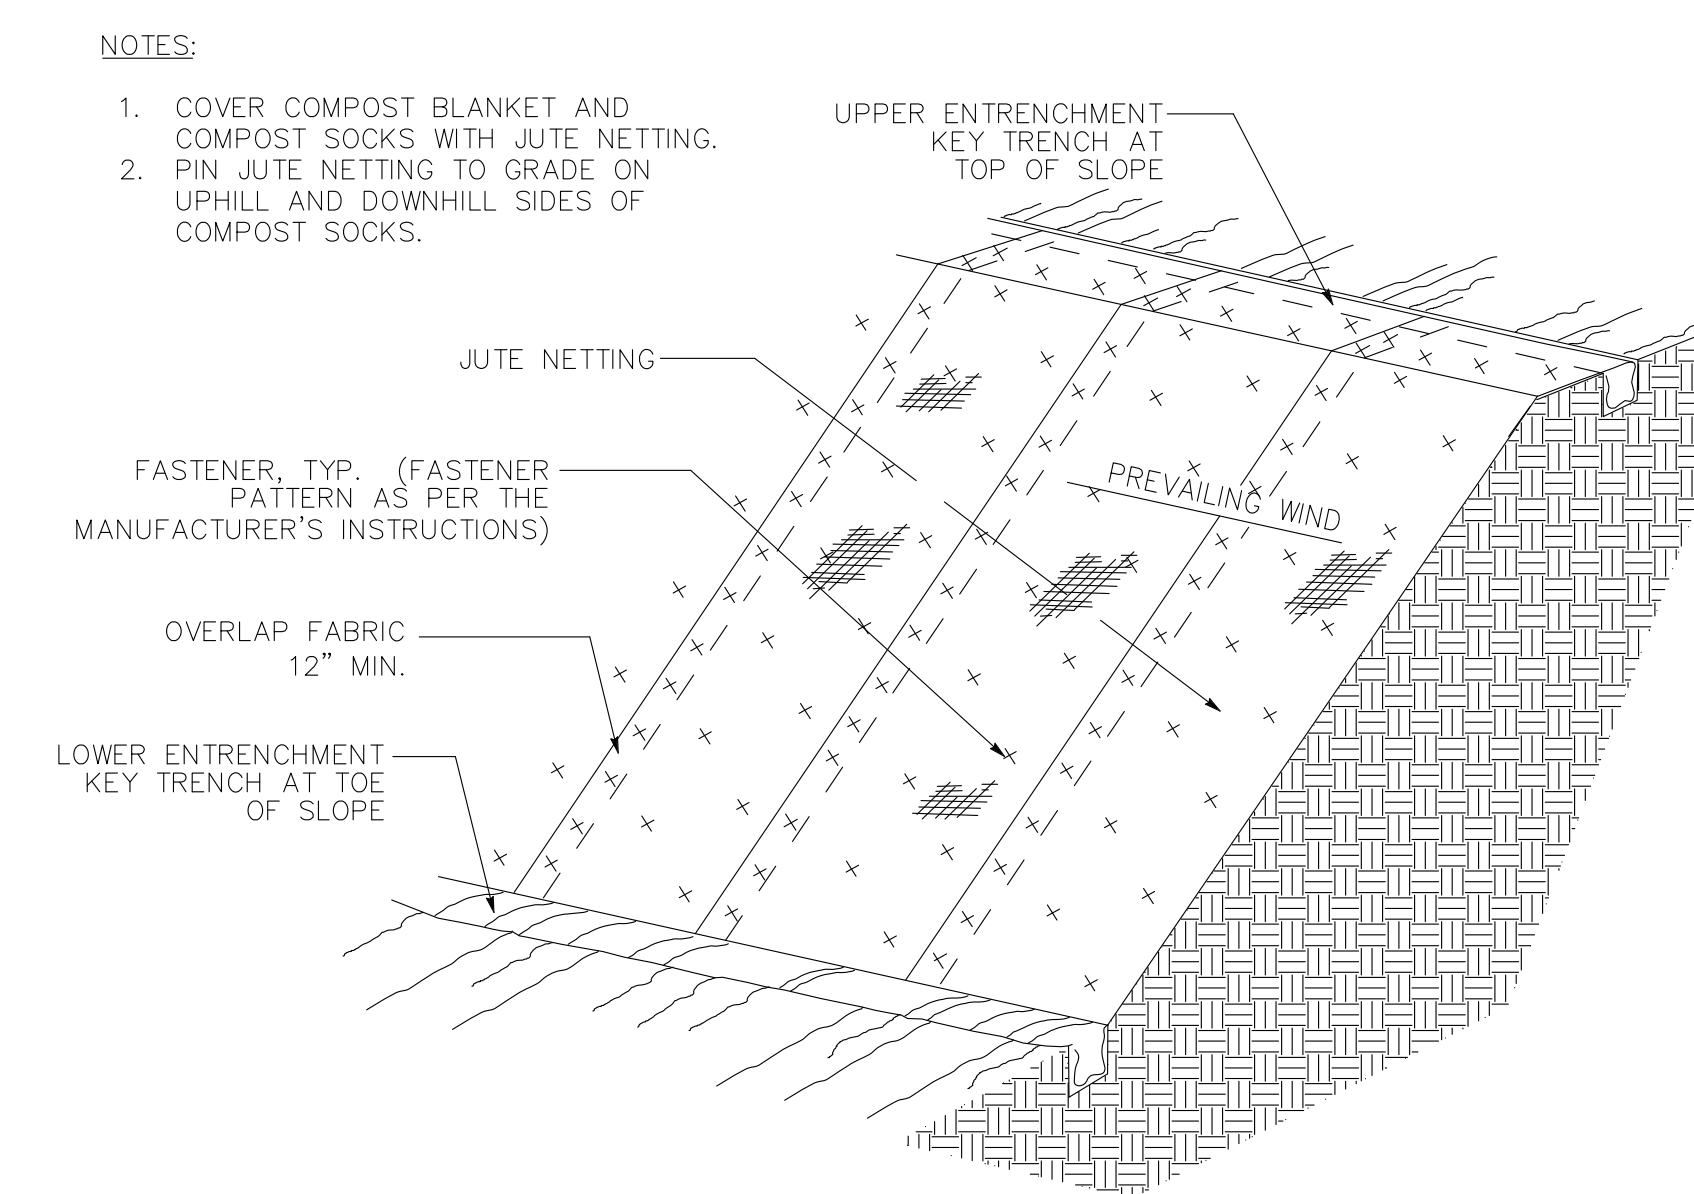 NOTES:
1. COVER COMPOST BLANKET AND
COMPOST SOCKS WITH JUTE NETTING.
2. PIN JUTE NETTING TO GRADE ON
UPHILL AND DOWNHILL SIDES OF
COMPOST SOCKS.
UPPER ENTRENCHMENT
KEY TRENCH AT
TOP OF SLOPE
JUTE NETTING
FASTENER, TYP. (FASTENER
PATTERN AS PER THE
MANUFACTURER'S INSTRUCTIONS)
PREVAILING WIND
OVERLAP FABRIC
12" MIN.
LOWER ENTRENCHMENT
KEY TRENCH AT TOE
OF SLOPE